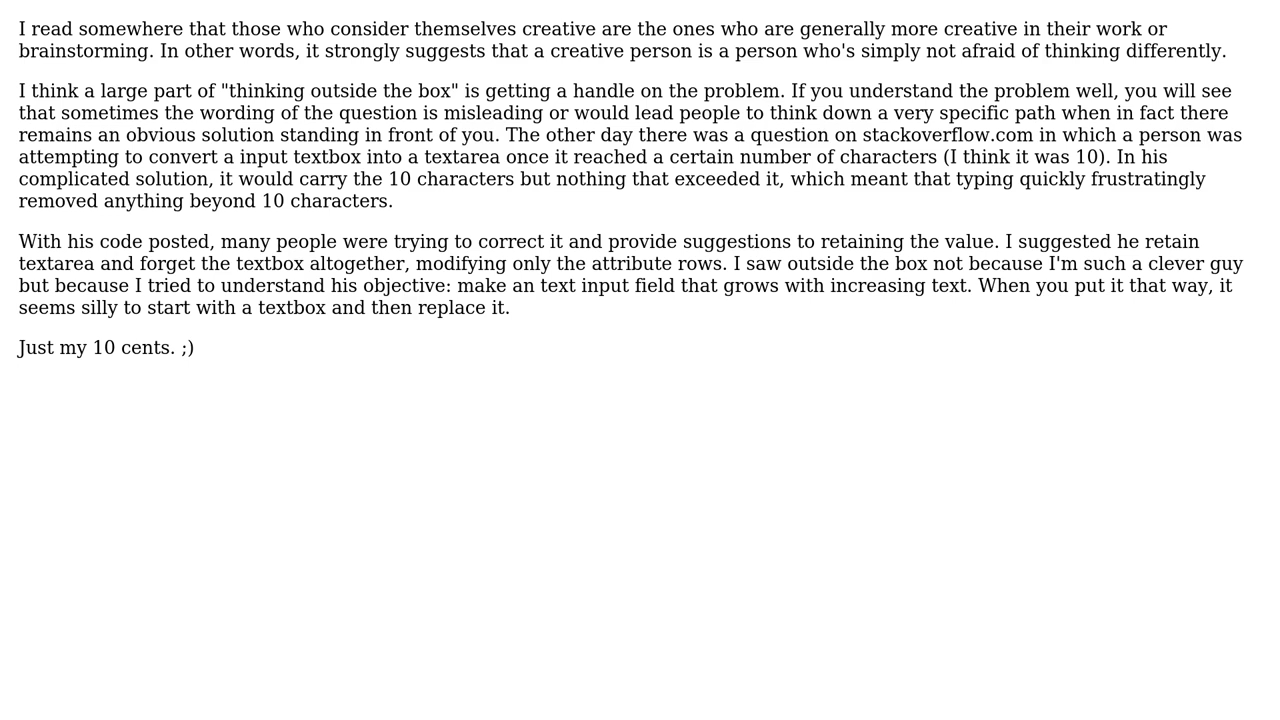 I read somewhere that those who consider themselves creative are the ones who are generally more creative in their work or
brainstorming. In other words, it strongly suggests that a creative person is a person who's simply not afraid of thinking differently.
I think a large part of "thinking outside the box" is getting a handle on the problem. If you understand the problem well, you will see
that sometimes the wording of the question is misleading or would lead people to think down a very specific path when in fact there
remains an obvious solution standing in front of you. The other day there was a question on stackoverflow.com in which a person was
attempting to convert a input textbox into a textarea once it reached a certain number of characters (I think it was 10). In his
complicated solution, it would carry the 10 characters but nothing that exceeded it, which meant that typing quickly frustratingly
removed anything beyond 10 characters.
With his code posted, many people were trying to correct it and provide suggestions to retaining the value. I suggested he retain
textarea and forget the textbox altogether, modifying only the attribute rows. I saw outside the box not because I'm such a clever guy
but because I tried to understand his objective: make an text input field that grows with increasing text. When you put it that way, it
seems silly to start with a textbox and then replace it.
Just my 10 cents. ;)